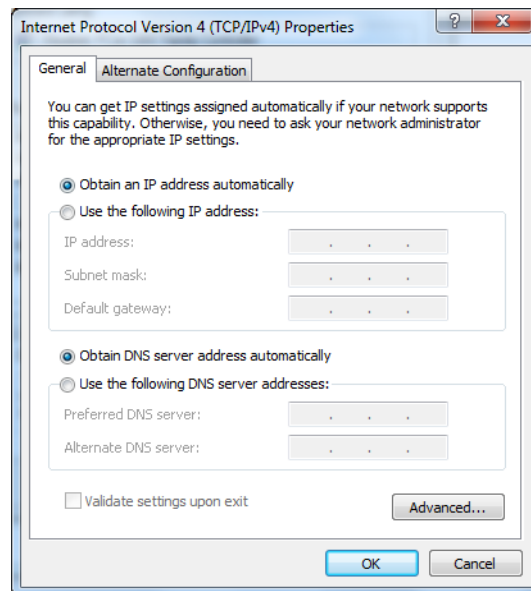 Internet Protocol Version 4 (TCP/IPv4) Properties
General
Alternate Configuration
You can get IP settings assigned automatically if your network supports
this capability. Otherwise, you need to ask your network administrator
for the appropriate IP settings.
Obtain an IP address automatically
Use the following IP address:
IP address:
Subnet mask:
Default gateway:
Obtain DNS server address automatically
Use the following DNS server addresses:
Preferred DNS server:
Alternate DNS server:
Validate settings upon exit
Advanced...
OK
Cancel